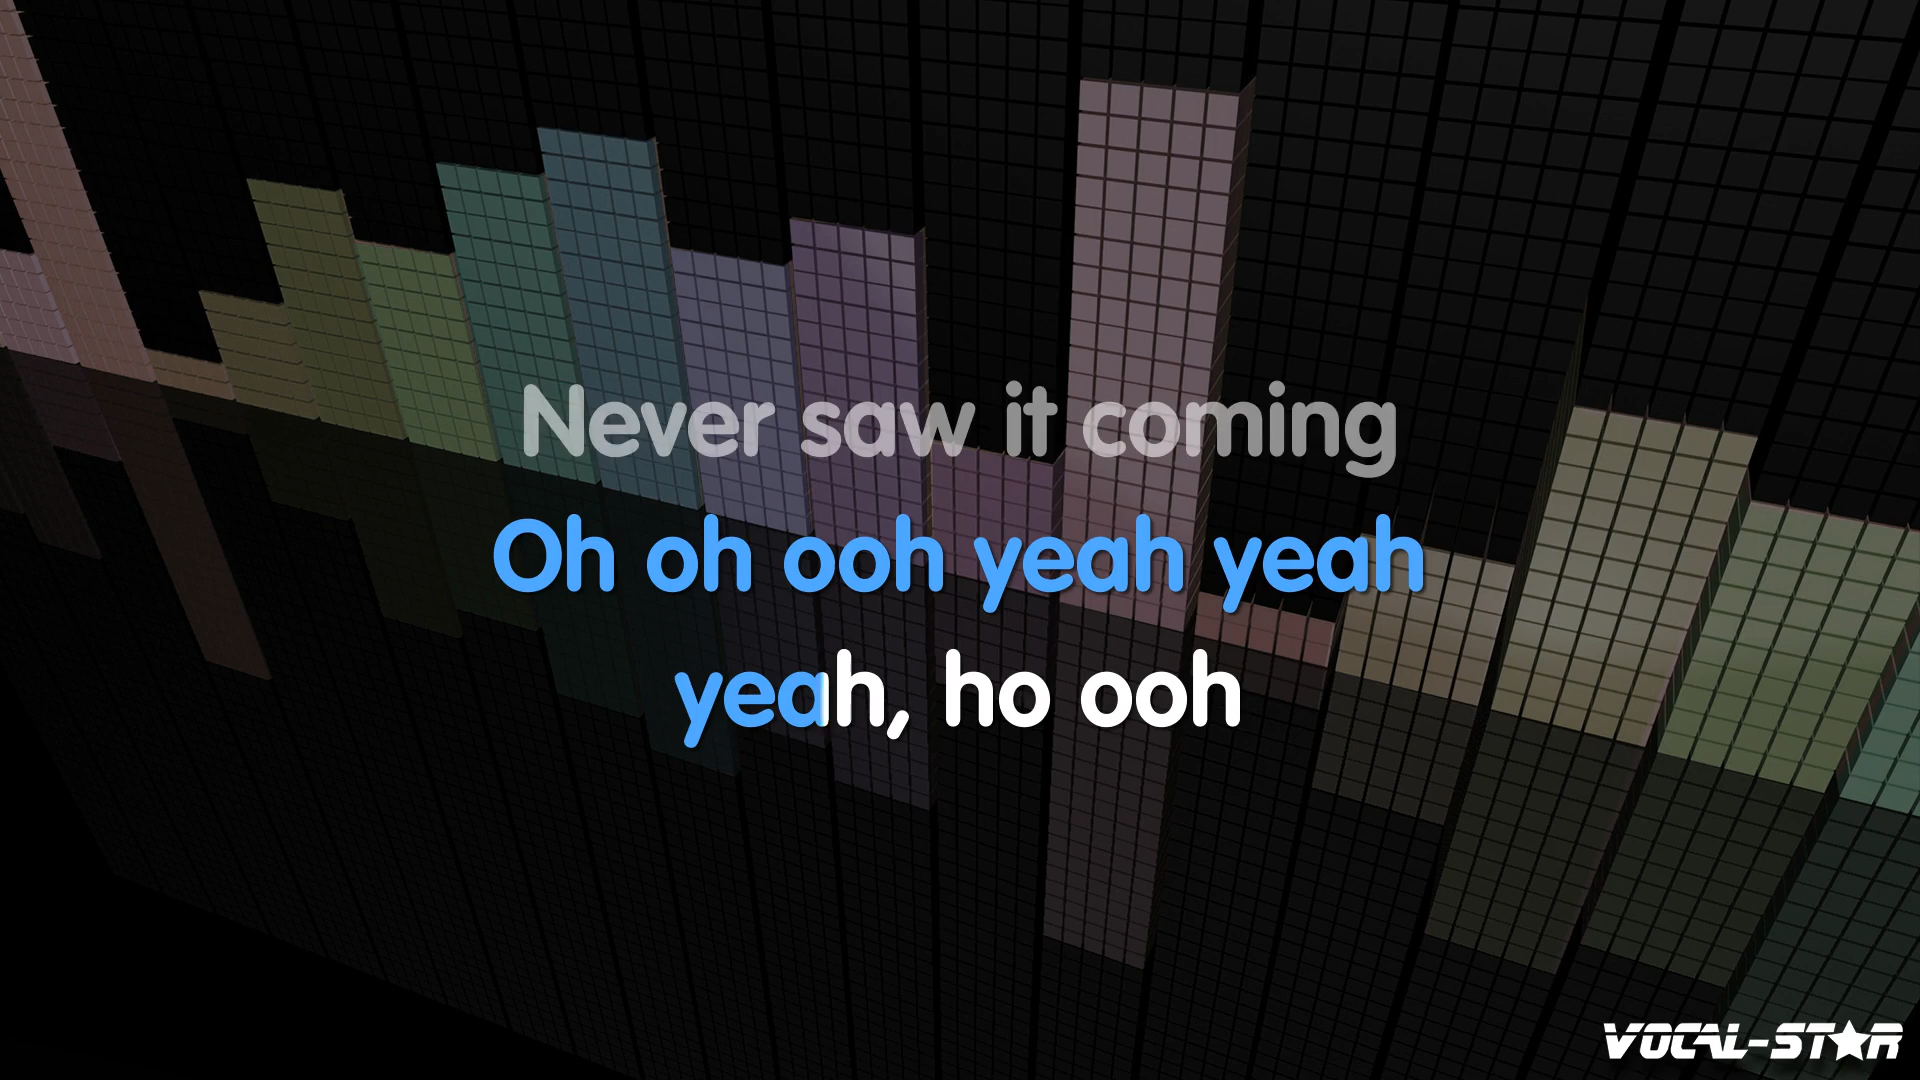 Never saw it coming
Oh oh ooh yeah yeah
yeah, ho ooh
VOCAL-STAR